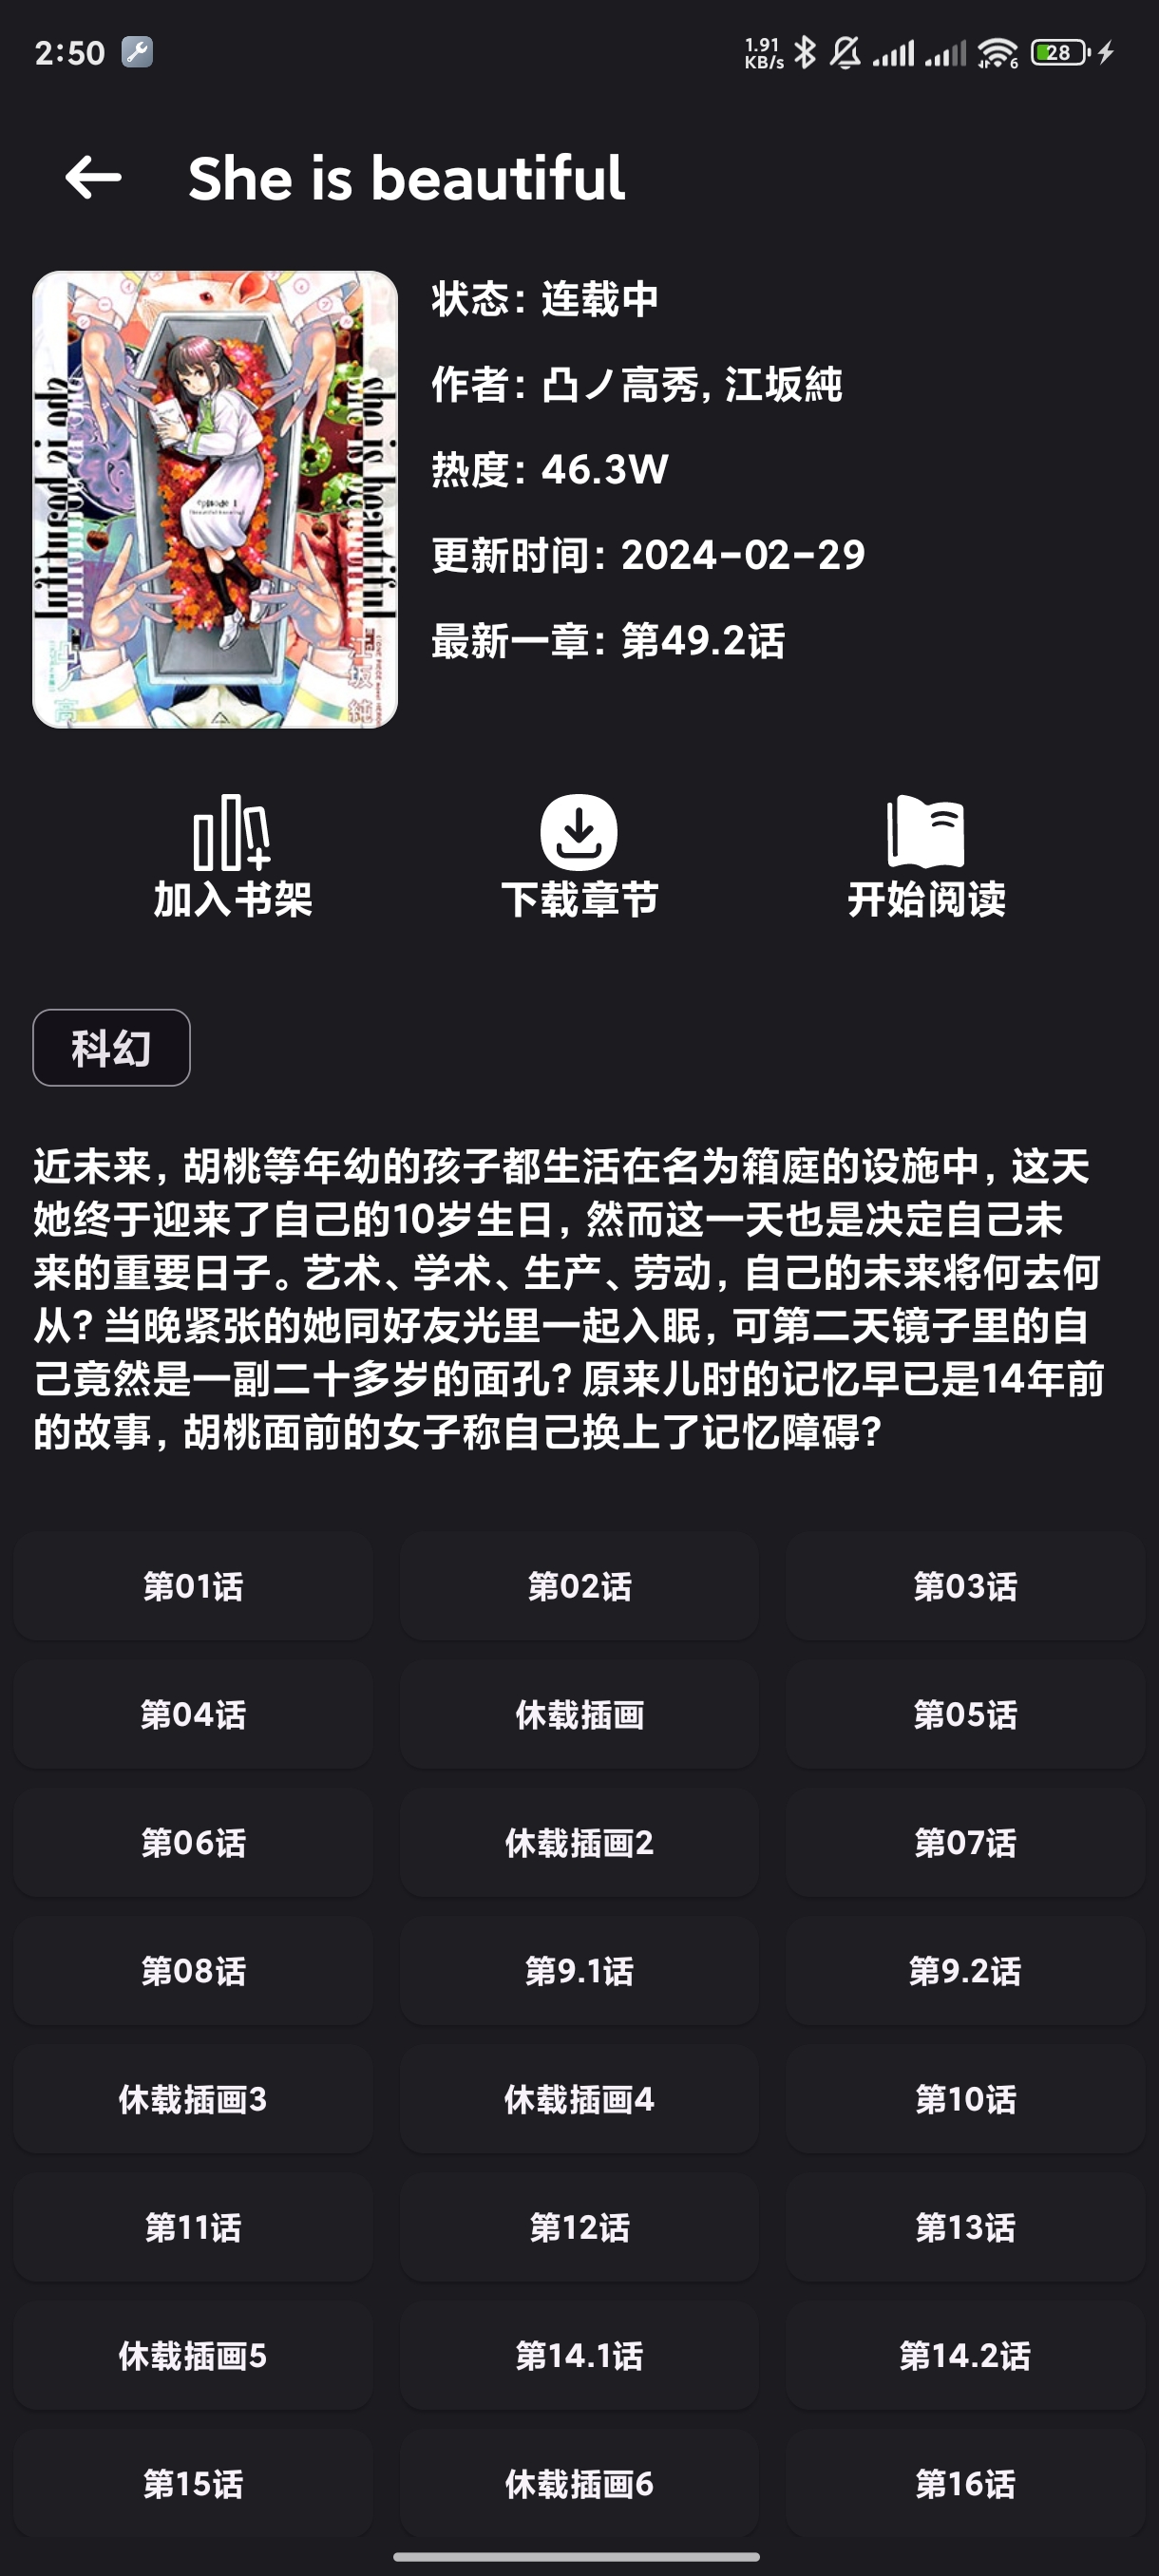 2:50
1.91
KB/s
6
28
She is beautiful
she is beautiful
she is beautiful
episode 1
江坂純
凸ノ高
状态: 连载中
作者: 凸ノ高秀, 江坂純
热度: 46.3W
更新时间: 2024-02-29
最新一章: 第49.2话
加入书架
下载章节
开始阅读
科幻
近未来, 胡桃等年幼的孩子都生活在名为箱庭的设施中, 这天
她终于迎来了自己的10岁生日, 然而这一天也是决定自己未
来的重要日子。艺术、学术、生产、劳动, 自己的未来将何去何
从? 当晚紧张的她同好友光里一起入眠, 可第二天镜子里的自
己竟然是一副二十多岁的面孔? 原来儿时的记忆早已是14年前
的故事, 胡桃面前的女子称自己换上了记忆障碍?
第01话
第02话
第03话
第04话
休载插画
第05话
第06话
休载插画2
第07话
第08话
第9.1话
第9.2话
休载插画3
休载插画4
第10话
第11话
第12话
第13话
休载插画5
第14.1话
第14.2话
第15话
休载插画6
第16话